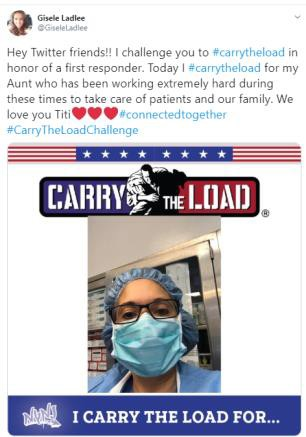 Gisele Ladlee
@GiseleLadlee
Hey Twitter friends!! I challenge you to #carrytheload in
honor of a first responder. Today I #carrytheload for my
Aunt who has been working extremely hard during
these times to take care of patients and our family. We
love you Titi❤❤❤#connectedtogether
#CarryTheLoadChallenge
CARRY THE LOAD®
I CARRY THE LOAD FOR...